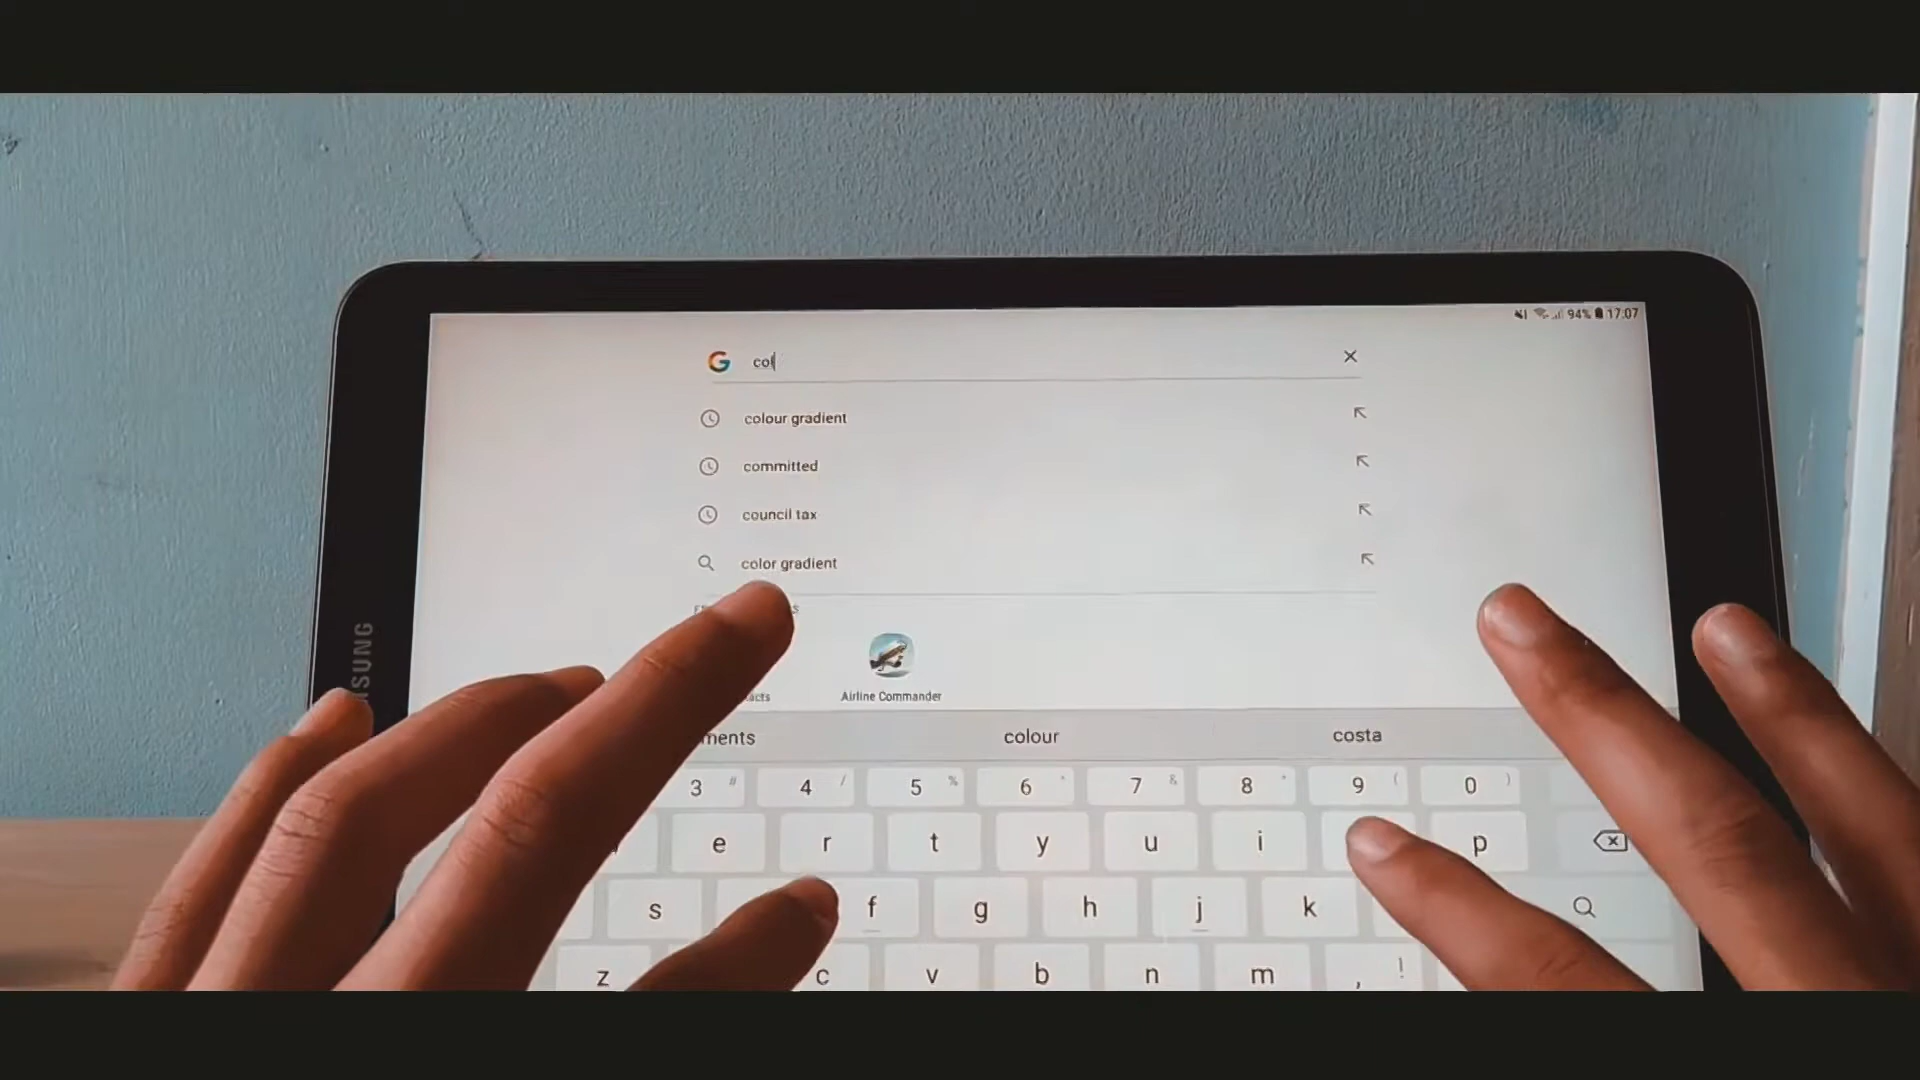 94% 17:07
col
colour gradient
committed
council tax
color gradient
Airline Commander
colour costa
3 # 4 / 5 % 6 ^ 7 & 8 * 9 ( 0 )
e r t y u i p
s f g h j k
z c v b n m , !
SUNG